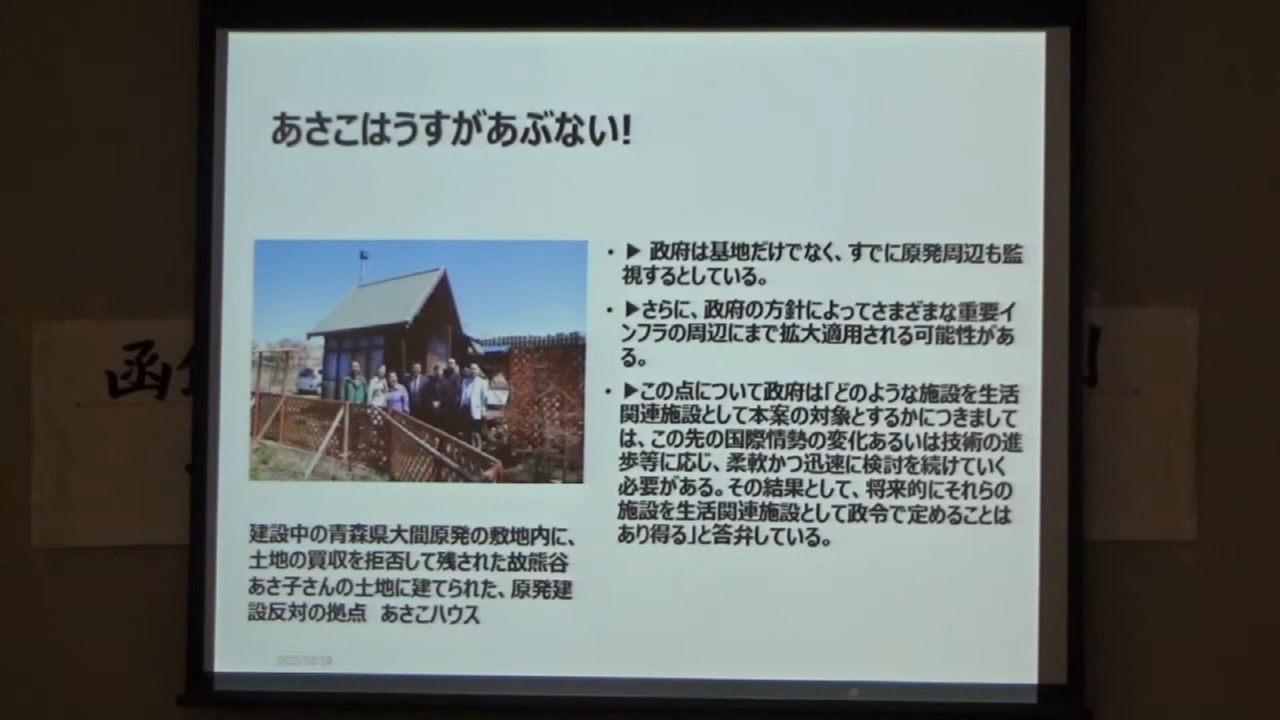 あさこはうすがあぶない!
・ ▶ 政府は基地だけでなく、すでに原発周辺も監
視するとしている。
・ ▶さらに、政府の方針によってさまざまな重要イ
ンフラの周辺にまで拡大適用される可能性があ
る。
・ ▶この点について政府は「どのような施設を生活
関連施設として本案の対象とするかにつきまして
は、この先の国際情勢の変化あるいは技術の進
歩等に応じ、柔軟かつ迅速に検討を続けていく
必要がある。その結果として、将来的にそれらの
施設を生活関連施設として政令で定めることは
あり得る」と答弁している。
建設中の青森県大間原発の敷地内に、
土地の買収を拒否して残された故熊谷
あさ子さんの土地に建てられた、原発建
設反対の拠点 あさこハウス
函